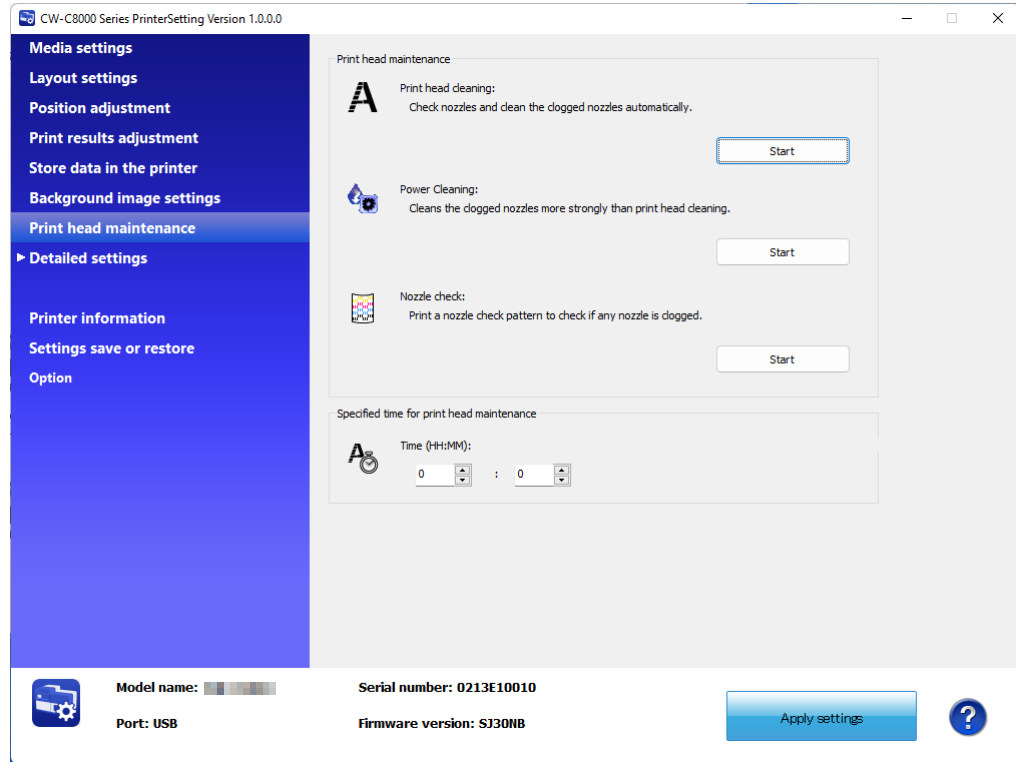 CW-C8000 Series PrinterSetting Version 1.0.0.0
Media settings
Layout settings
Position adjustment
Print results adjustment
Store data in the printer
Background image settings
Print head maintenance
Detailed settings
Printer information
Settings save or restore
Option
Print head maintenance
Print head cleaning:
Check nozzles and clean the clogged nozzles automatically.
Start
Power Cleaning:
Cleans the clogged nozzles more strongly than print head cleaning.
Start
Nozzle check:
Print a nozzle check pattern to check if any nozzle is clogged.
Start
Specified time for print head maintenance
Time (HH:MM):
0 : 0
Model name:
Serial number: 0213E10010
Port: USB
Firmware version: SJ30NB
Apply settings
?